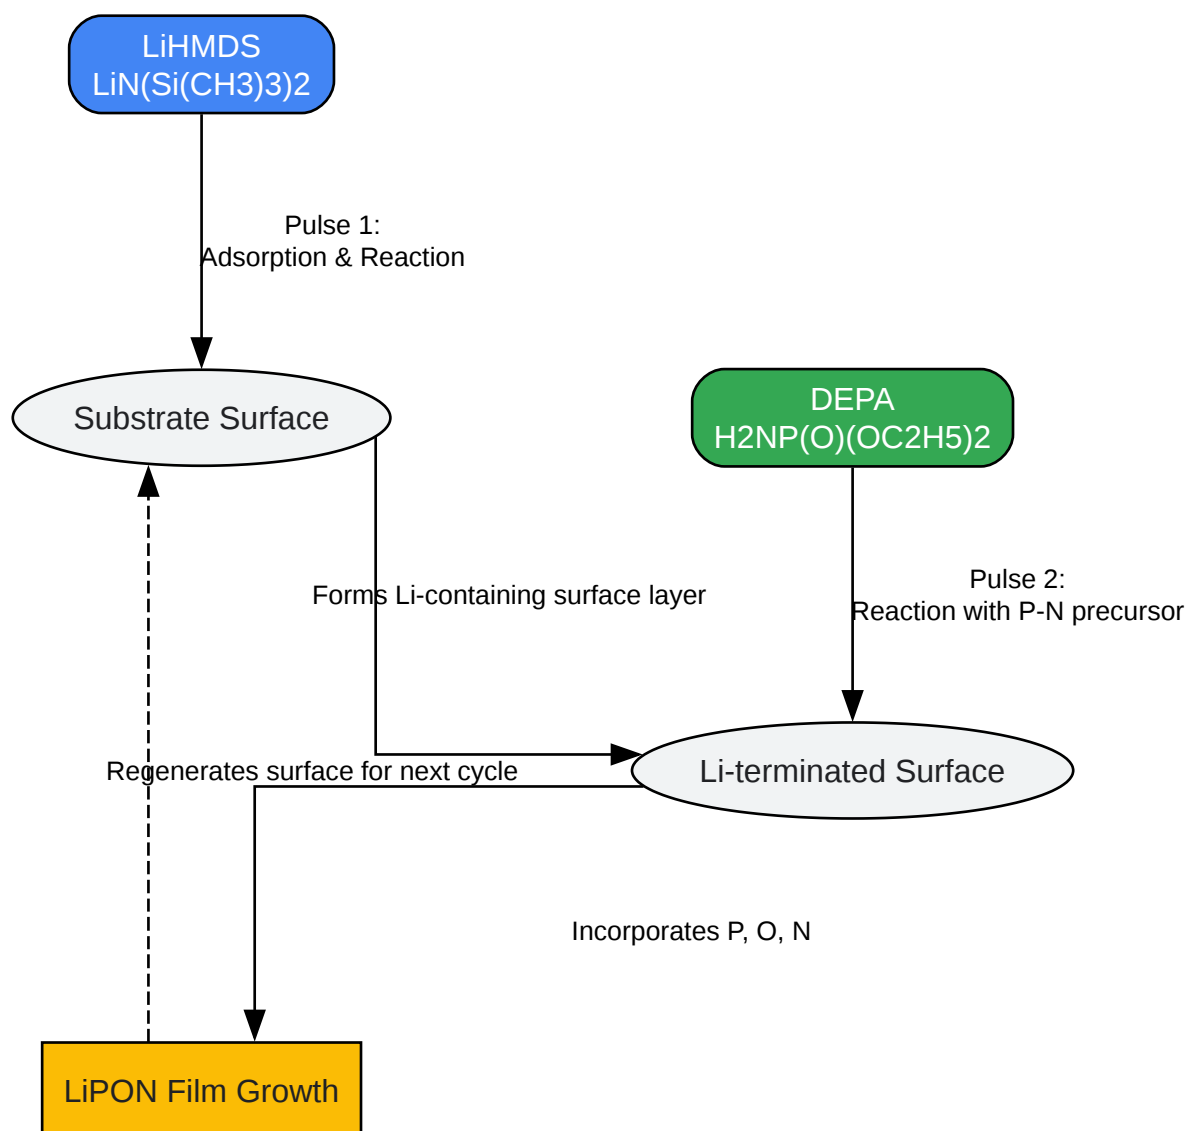 LiHMDS
LiN(Si(CH3)3)2
Pulse 1:
Adsorption & Reaction
Substrate Surface
DEPA
H2NP(O)(OC2H5)2
Forms Li-containing surface layer
Pulse 2:
Reaction with P-N precursor
Regenerates surface for next cycle
Li-terminated Surface
Incorporates P, O, N
LiPON Film Growth